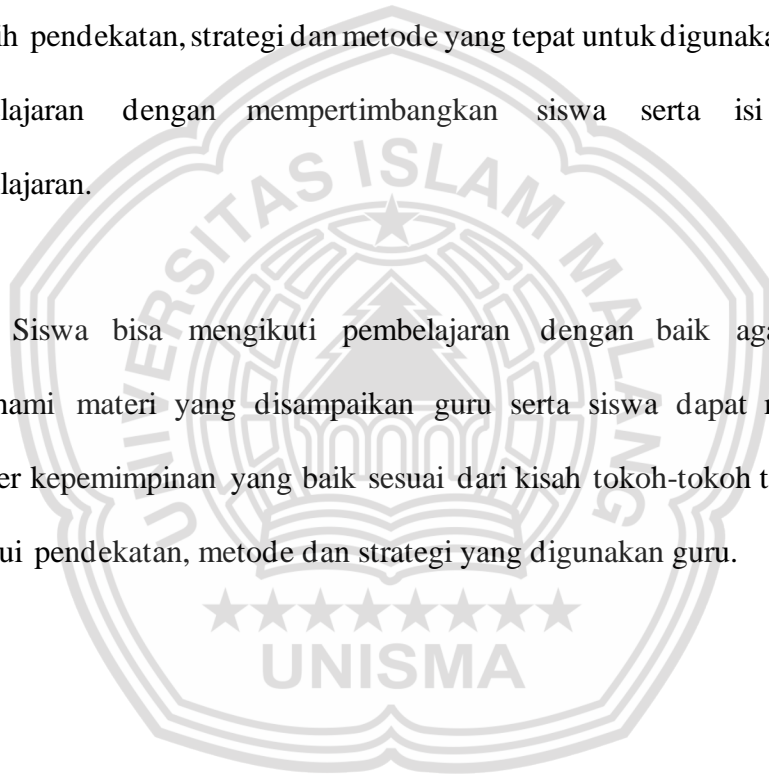 ih pendekatan, strategi dan metode yang tepat untuk digunaka
lajaran dengan mempertimbangkan siswa serta isi
lajaran.
Siswa bisa mengikuti pembelajaran dengan baik aga
ami materi yang disampaikan guru serta siswa dapat
er kepemimpinan yang baik sesuai dari kisah tokoh-tokoh t
ui pendekatan, metode dan strategi yang digunakan guru.
UNIVERSITAS ISLAM MALANG
UNISMA